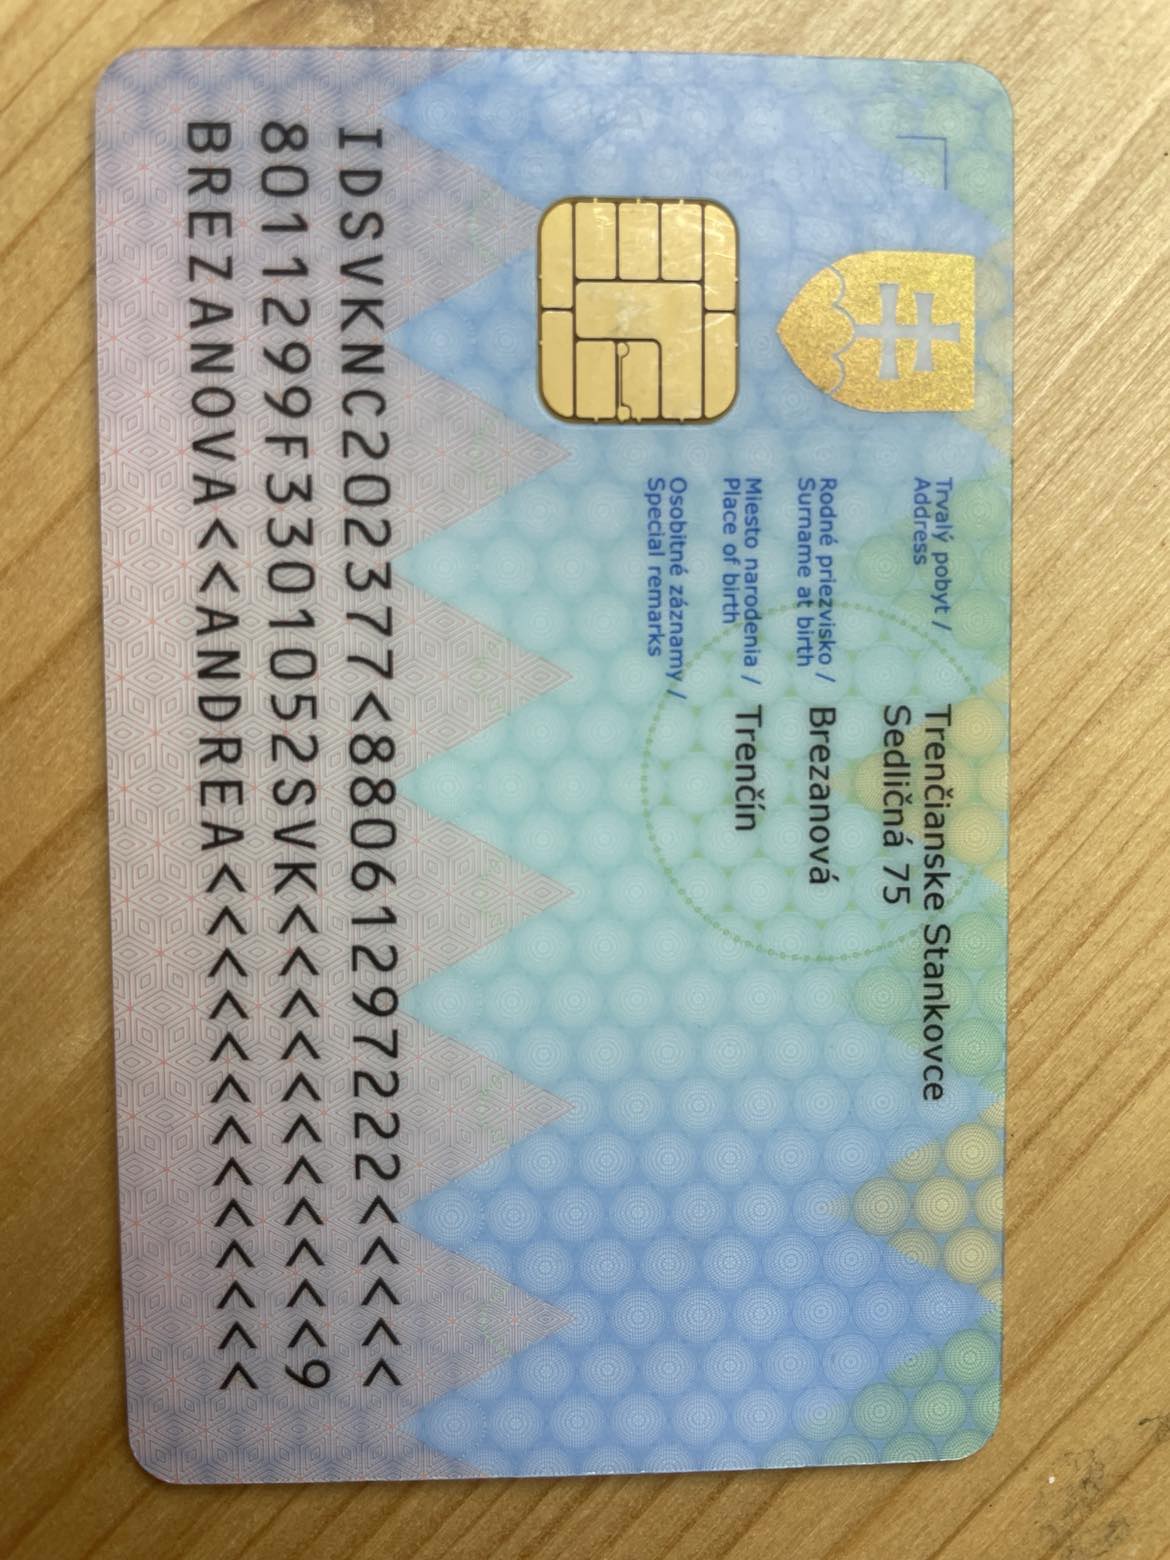 Trvalý pobyt /
Address
Trenčianske Stankovce
Sedličná 75
Rodné priezvisko /
Surname at birth
Brezanová
Miesto narodenia /
Place of birth
Trenčín
Osobitné záznamy /
Special remarks
IDSVKNC202377<88061297222<<<<<
8011299F3301052SVK<<<<<<<<<<<9
BREZANOVA<<ANDREA<<<<<<<<<<<<<